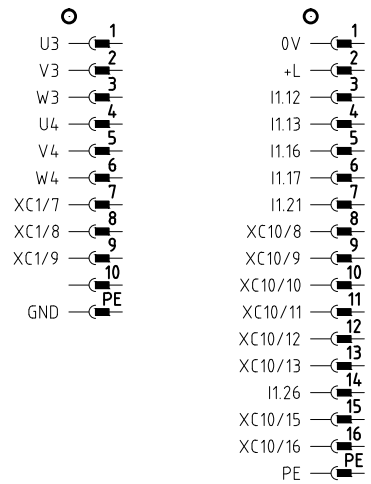 1
U3
2
V3
3
W3
4
U4
5
V4
6
W4
7
XC1/7
8
XC1/8
9
XC1/9
10
PE
GND
1
0V
2
+L
3
I1.12
4
I1.13
5
I1.16
6
I1.17
7
I1.21
8
XC10/8
9
XC10/9
10
XC10/10
11
XC10/11
12
XC10/12
13
XC10/13
14
I1.26
15
XC10/15
16
XC10/16
PE
PE